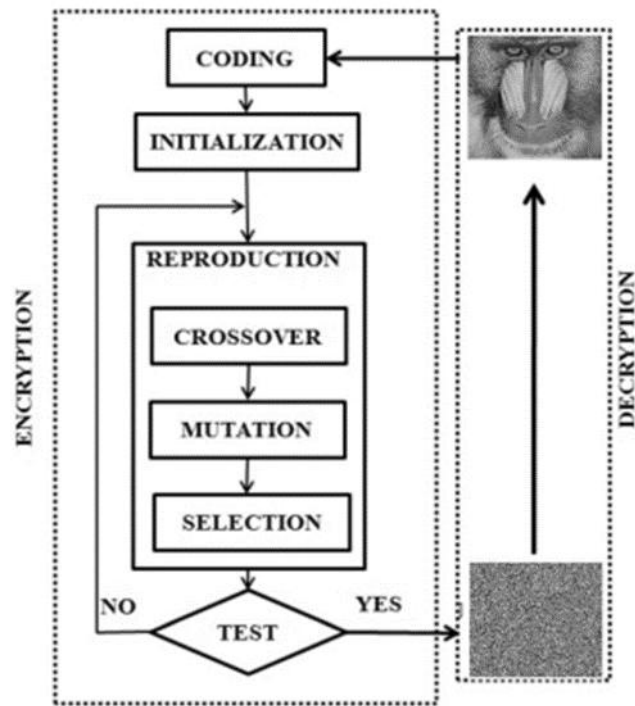 CODING
INITIALIZATION
REPRODUCTION
CROSSOVER
MUTATION
SELECTION
NO
TEST
YES
ENCRYPTION
DECRYPTION